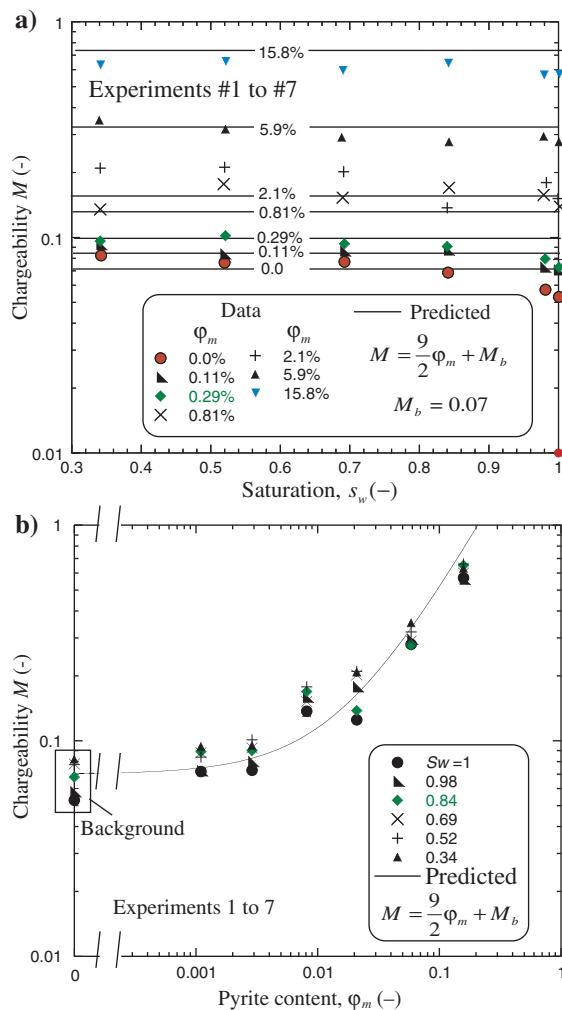 a)
1
15.8%
Experiments #1 to #7
5.9%
2.1%
0.81%
0.29%
0.11%
0.0
0.1
0.01
Chargeability M (-)
Data
φm φm
0.0%
0.11%
0.29%
0.81%
2.1%
5.9%
15.8%
Predicted
M = 9/2 φm + Mb
Mb = 0.07
0.3 0.4 0.5 0.6 0.7 0.8 0.9 1
Saturation, sw (–)
b)
1
0.1
0.01
Chargeability M (-)
Background
Experiments 1 to 7
Sw =1
0.98
0.84
0.69
0.52
0.34
Predicted
M = 9/2 φm + Mb
0 0.001 0.01 0.1 1
Pyrite content, φm (–)